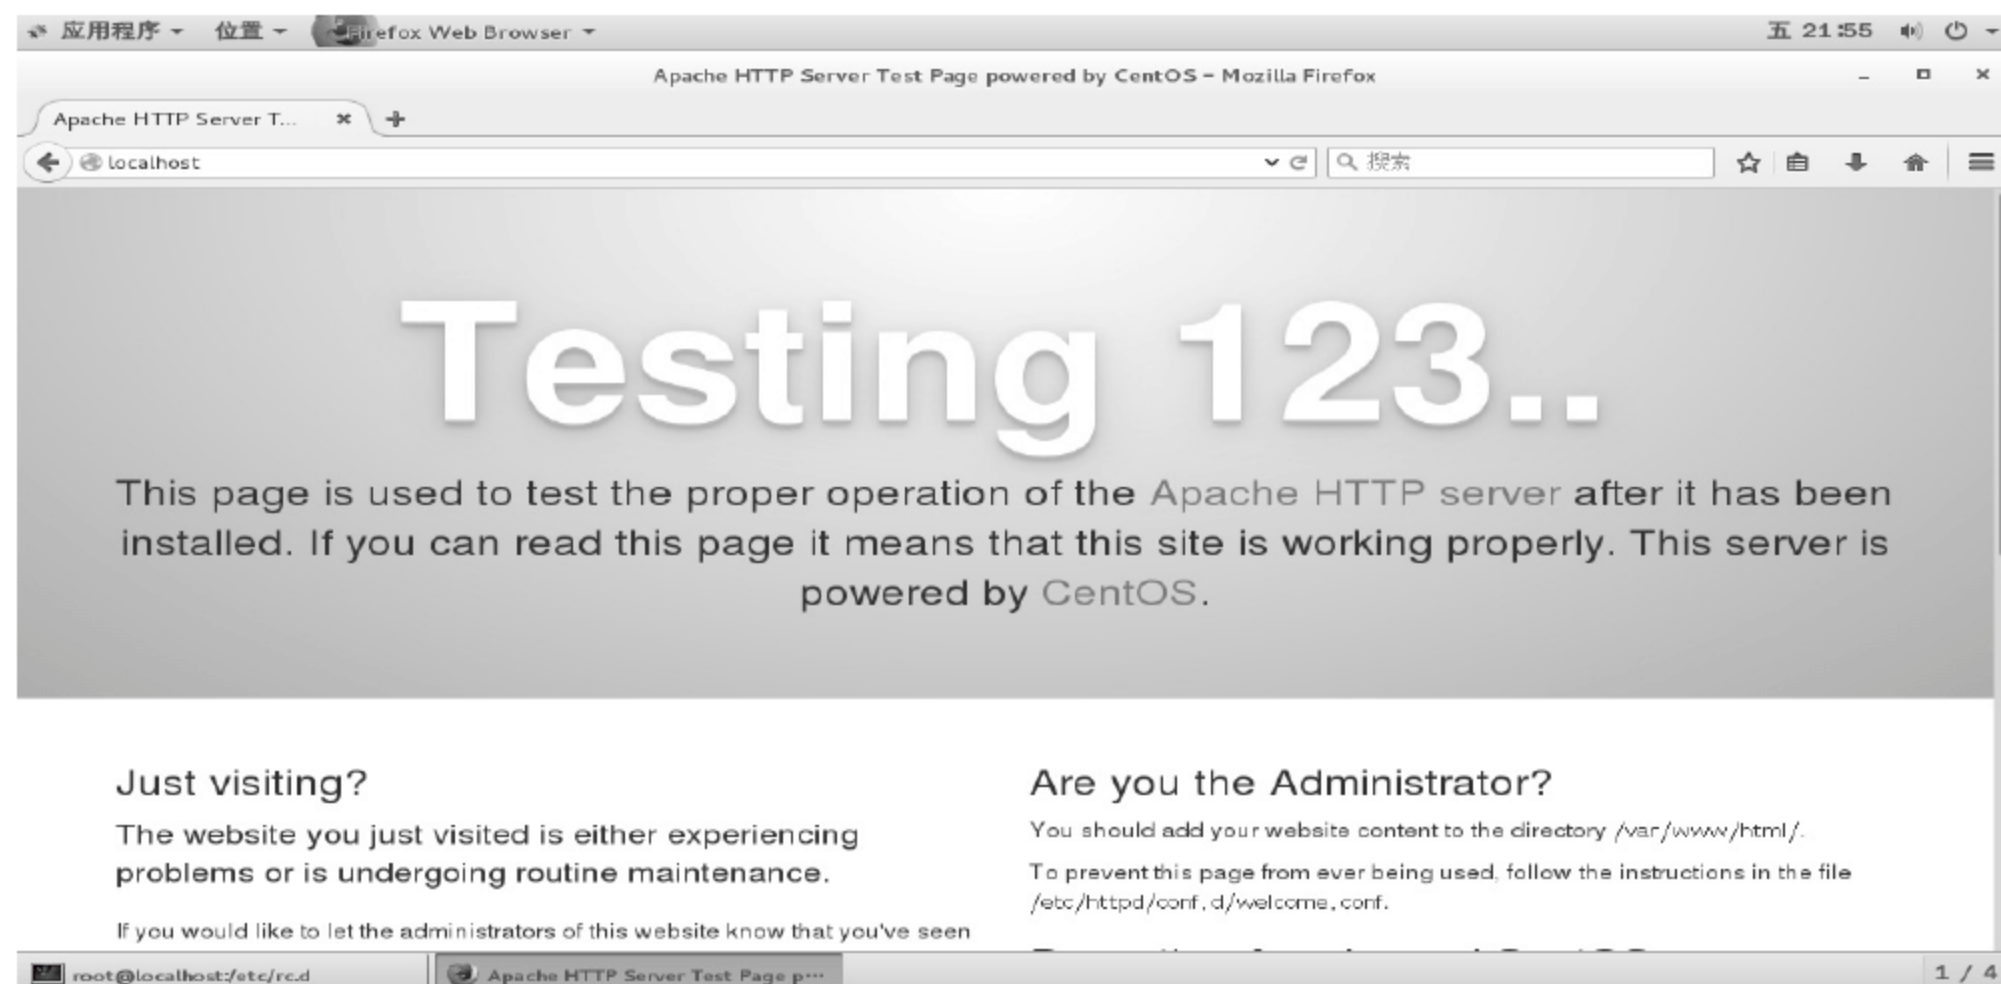 应用程序 位置 Firefox Web Browser 五 21:55
Apache HTTP Server Test Page powered by CentOS – Mozilla Firefox
Apache HTTP Server T...
localhost 搜索
Testing 123..
This page is used to test the proper operation of the Apache HTTP server after it has been
installed. If you can read this page it means that this site is working properly. This server is
powered by CentOS.
Just visiting?
The website you just visited is either experiencing
problems or is undergoing routine maintenance.
If you would like to let the administrators of this website know that you've seen
Are you the Administrator?
You should add your website content to the directory /var/www/html/.
To prevent this page from ever being used, follow the instructions in the file
/etc/httpd/conf.d/welcome.conf.
root@localhost:/etc/rc.d Apache HTTP Server Test Page p··· 1 / 4